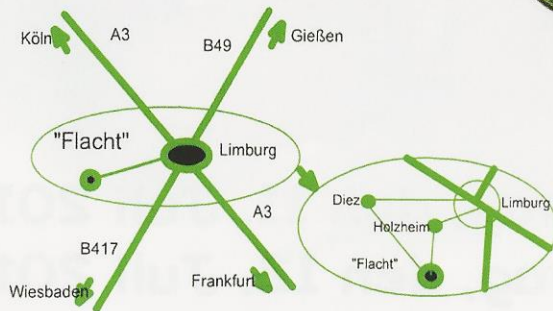 Köln
A3
B49
Gießen
"Flacht"
Limburg
A3
B417
Wiesbaden
Frankfurt
Diez
Limburg
Holzheim
"Flacht"